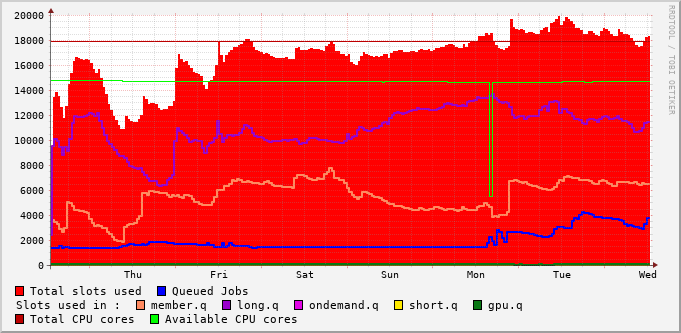 20000
18000
16000
14000
12000
10000
8000
6000
4000
2000
0
Thu Fri Sat Sun Mon Tue Wed
Total slots used Queued Jobs
Slots used in : member.q long.q ondemand.q short.q gpu.q
Total CPU cores Available CPU cores
RRDTOOL / TOBI OETIKER